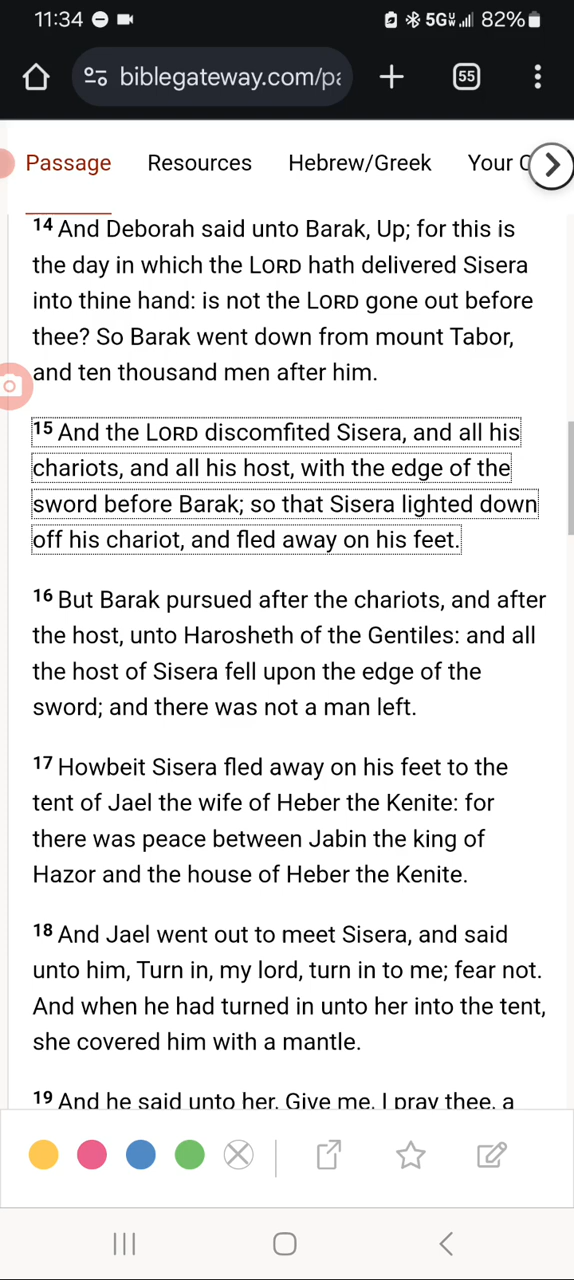 11:34
5G 82%
biblegateway.com/pa
55
Passage Resources Hebrew/Greek Your
14 And Deborah said unto Barak, Up; for this is
the day in which the LORD hath delivered Sisera
into thine hand: is not the LORD gone out before
thee? So Barak went down from mount Tabor,
and ten thousand men after him.
15 And the LORD discomfited Sisera, and all his
chariots, and all his host, with the edge of the
sword before Barak; so that Sisera lighted down
off his chariot, and fled away on his feet.
16 But Barak pursued after the chariots, and after
the host, unto Harosheth of the Gentiles: and all
the host of Sisera fell upon the edge of the
sword; and there was not a man left.
17 Howbeit Sisera fled away on his feet to the
tent of Jael the wife of Heber the Kenite: for
there was peace between Jabin the king of
Hazor and the house of Heber the Kenite.
18 And Jael went out to meet Sisera, and said
unto him, Turn in, my lord, turn in to me; fear not.
And when he had turned in unto her into the tent,
she covered him with a mantle.
19 And he said unto her, Give me, I pray thee, a